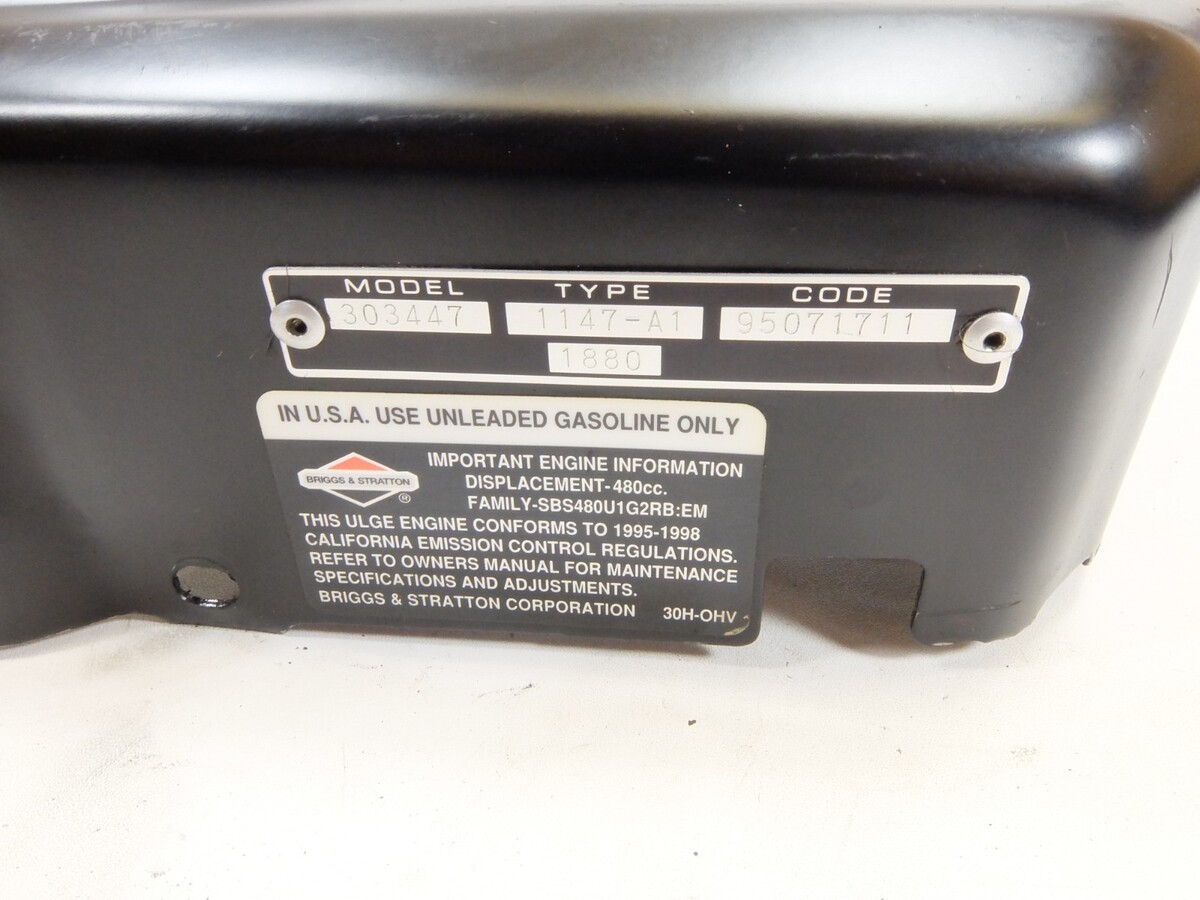 MODEL TYPE CODE
303447 1147-A1 95071711
1880
IN U.S.A. USE UNLEADED GASOLINE ONLY
BRIGGS & STRATTON ®
IMPORTANT ENGINE INFORMATION
DISPLACEMENT-480cc.
FAMILY-SBS480U1G2RB:EM
THIS ULGE ENGINE CONFORMS TO 1995-1998
CALIFORNIA EMISSION CONTROL REGULATIONS.
REFER TO OWNERS MANUAL FOR MAINTENANCE
SPECIFICATIONS AND ADJUSTMENTS.
BRIGGS & STRATTON CORPORATION 30H-OHV